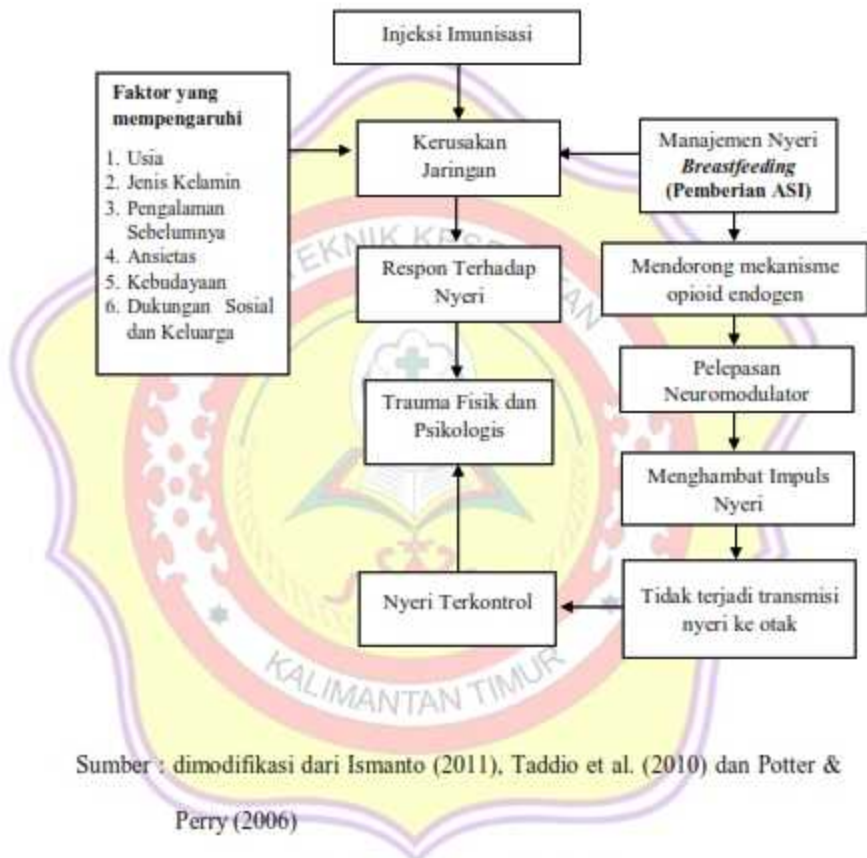 Injeksi Imunisasi
Faktor yang
mempengaruhi
1. Usia
2. Jenis Kelamin
3. Pengalaman
Sebelumnya
4. Ansietas
5. Kebudayaan
6. Dukungan Sosial
dan Keluarga
Kerusakan
Jaringan
Manajemen Nyeri
Breastfeeding
(Pemberian ASI)
Respon Terhadap
Nyeri
Mendorong mekanisme
opioid endogen
Trauma Fisik dan
Psikologis
Pelepasan
Neuromodulator
Menghambat Impuls
Nyeri
Nyeri Terkontrol
Tidak terjadi transmisi
nyeri ke otak
KALIMANTAN TIMUR
Sumber : dimodifikasi dari Ismanto (2011), Taddio et al. (2010) dan Potter &
Perry (2006)